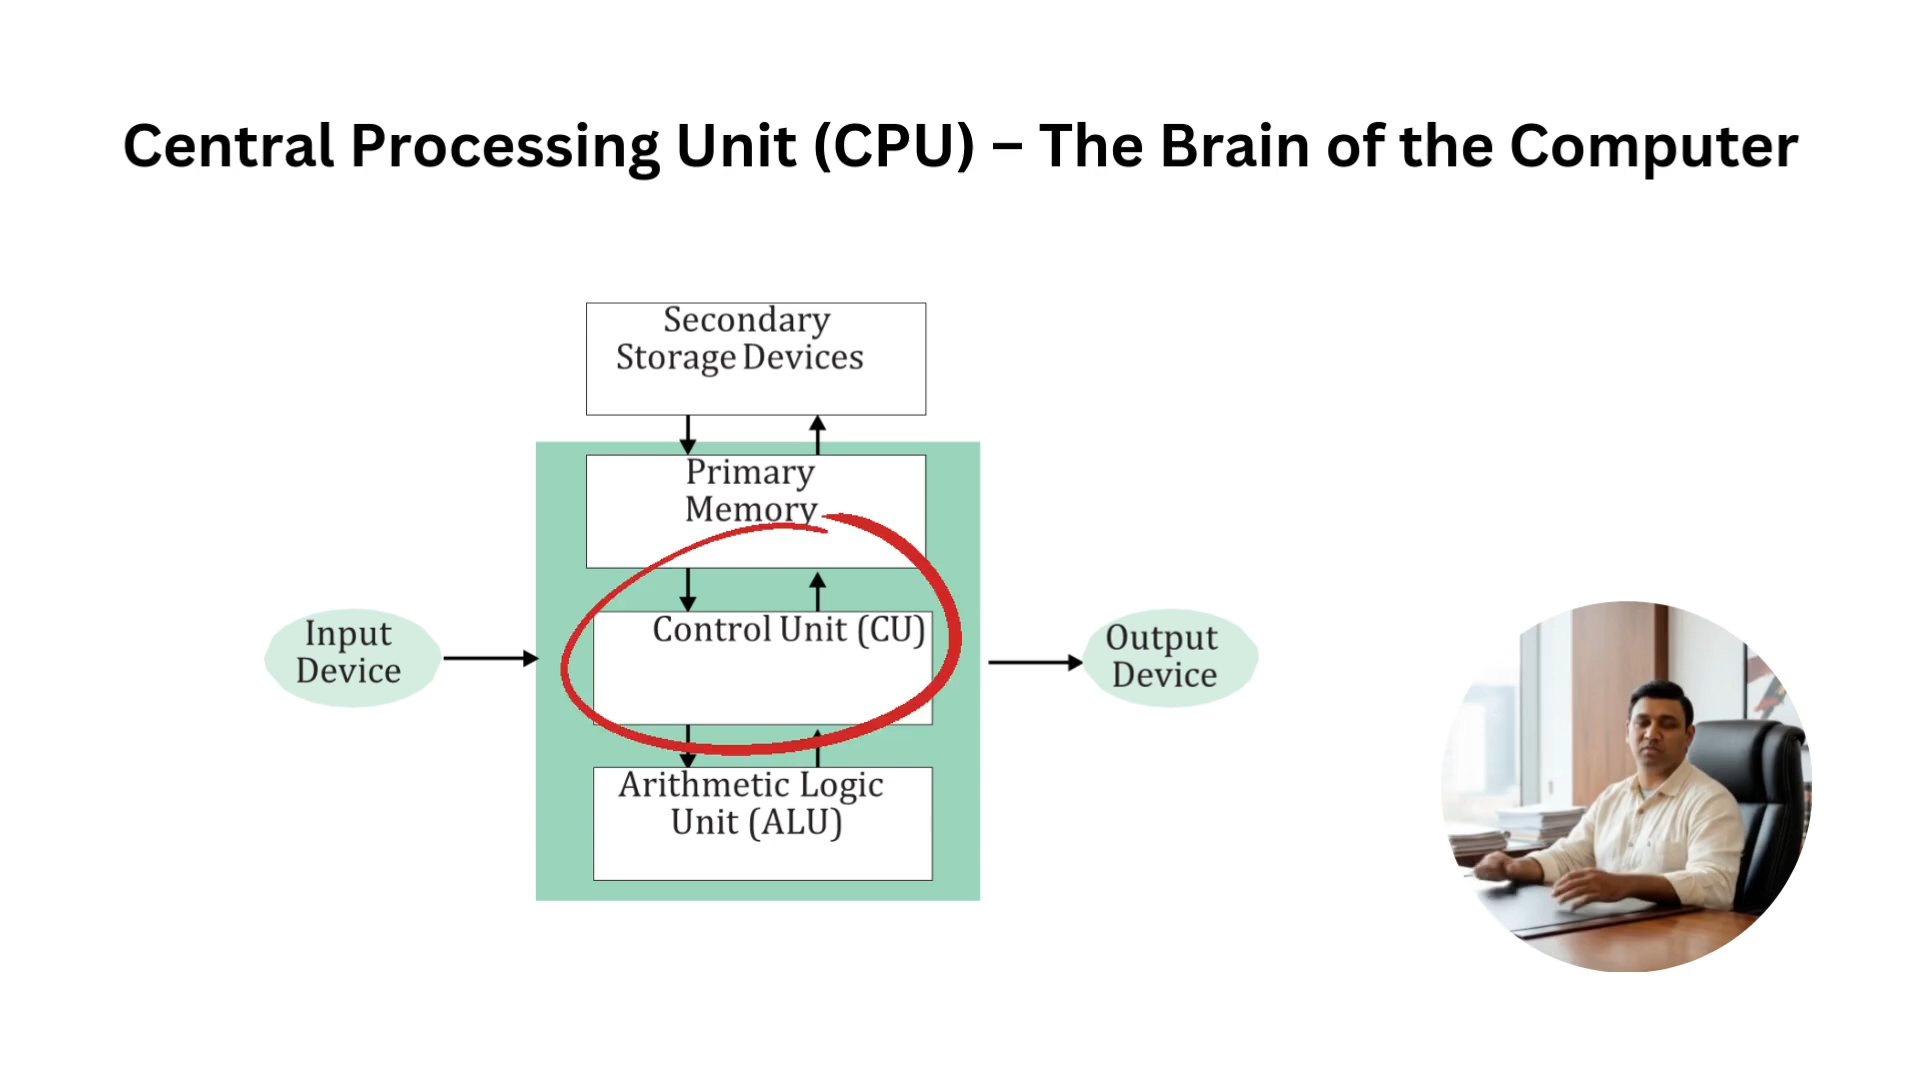 Central Processing Unit (CPU) – The Brain of the Computer
Secondary
Storage Devices
Primary
Memory
Control Unit (CU)
Input
Device
Output
Device
Arithmetic Logic
Unit (ALU)